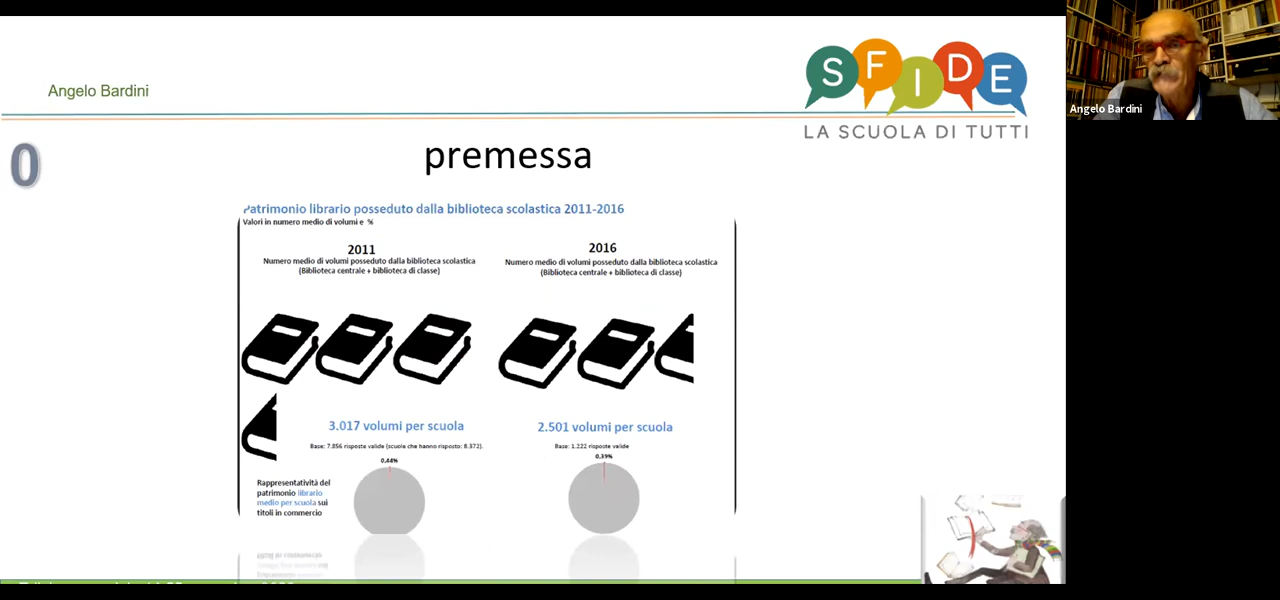 Angelo Bardini
SFIDE
LA SCUOLA DI TUTTI
Angelo Bardini
0
premessa
Patrimonio librario posseduto dalla biblioteca scolastica 2011-2016
Valori in numero medio di volumi e %
2011
Numero medio di volumi posseduto dalla biblioteca scolastica
(Biblioteca centrale + biblioteca di classe)
2016
Numero medio di volumi posseduto dalla biblioteca scolastica
(Biblioteca centrale + biblioteca di classe)
3.017 volumi per scuola
Base: 7.856 risposte valide (scuole che hanno risposto: 8.372).
0,44%
2.501 volumi per scuola
Base: 1.222 risposte valide
0,39%
Rappresentatività del
patrimonio librario
medio per scuola sui
titoli in commercio